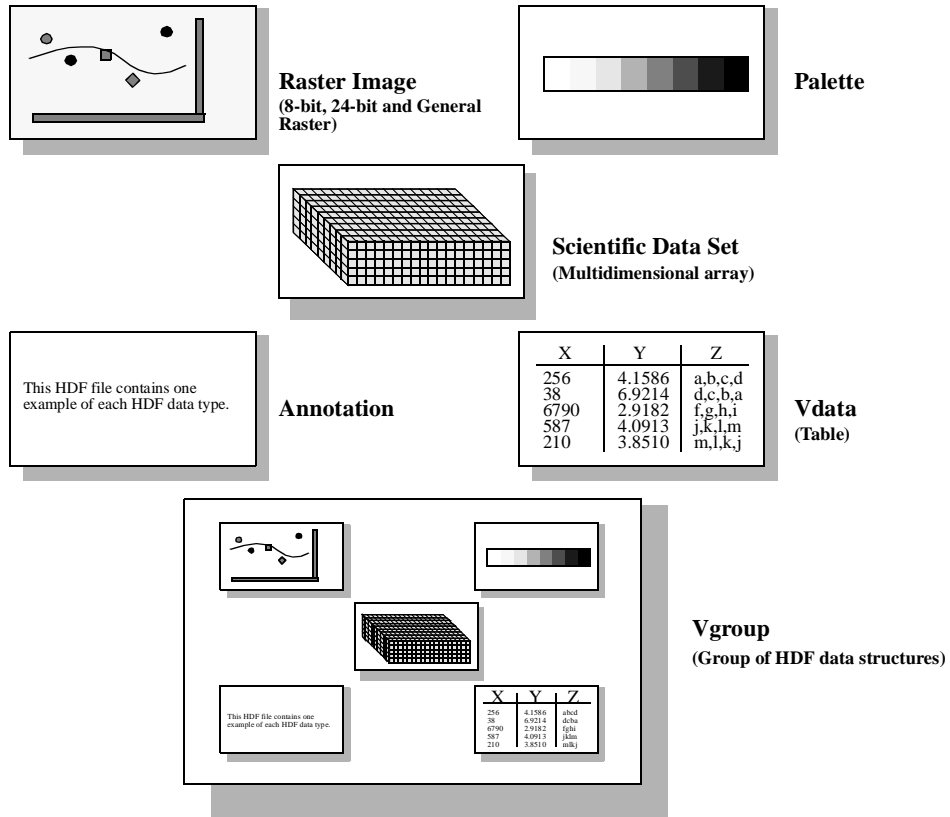 Raster Image
(8-bit, 24-bit and General
Raster)
Palette
Scientific Data Set
(Multidimensional array)
This HDF file contains one
example of each HDF data type.
Annotation
X Y Z
256 4.1586 a,b,c,d
38 6.9214 d,c,b,a
6790 2.9182 f,g,h,i
587 4.0913 j,k,l,m
210 3.8510 m,l,k,j
Vdata
(Table)
This HDF file contains one
example of each HDF data type.
X Y Z
256 4.1586 abcd
38 6.9214 dcba
6790 2.9182 fghi
587 4.0913 jklm
210 3.8510 mlkj
Vgroup
(Group of HDF data structures)